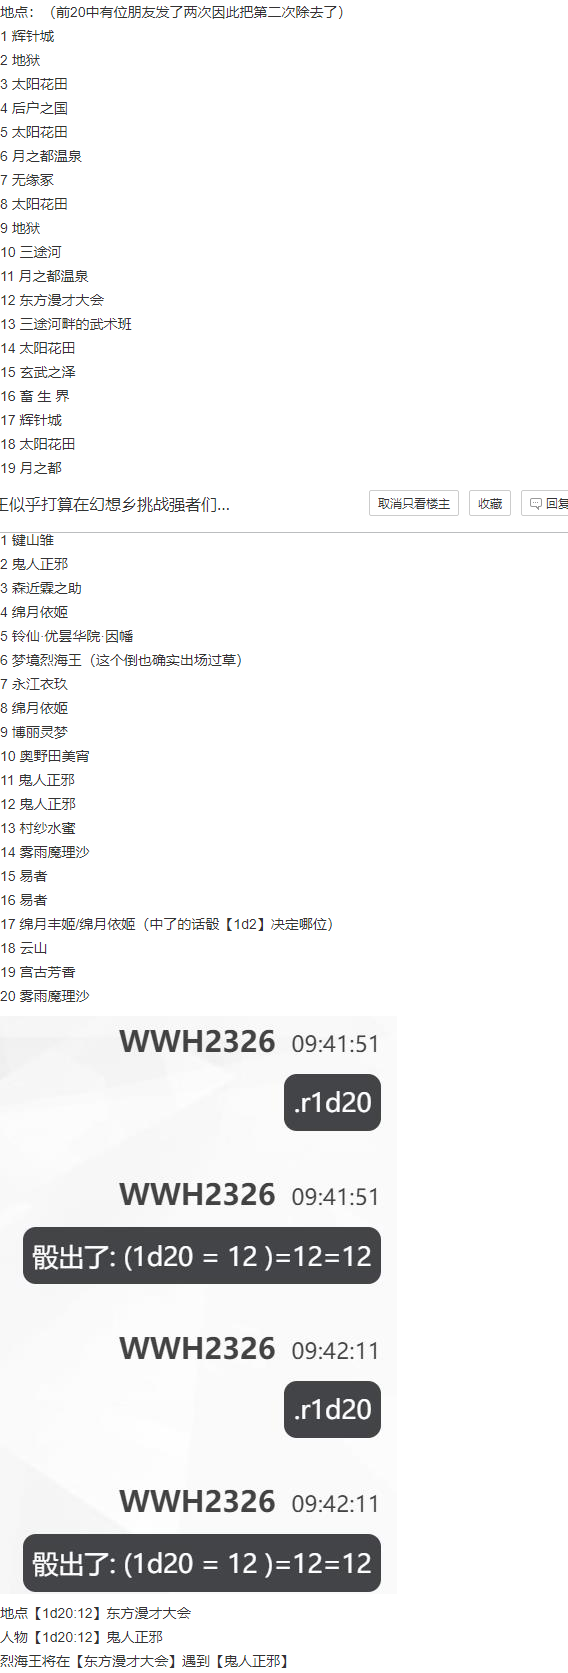 地点：（前20中有位朋友发了两次因此把第二次除去了）
1 辉针城
2 地狱
3 太阳花田
4 后户之国
5 太阳花田
6 月之都温泉
7 无缘冢
8 太阳花田
9 地狱
10 三途河
11 月之都温泉
12 东方漫才大会
13 三途河畔的武术班
14 太阳花田
15 玄武之泽
16 畜 生 界
17 辉针城
18 太阳花田
19 月之都
王似乎打算在幻想乡挑战强者们... 取消只看楼主 收藏 回复
1 键山雏
2 鬼人正邪
3 森近霖之助
4 绵月依姬
5 铃仙·优昙华院·因幡
6 梦境烈海王（这个倒也确实出场过草）
7 永江衣玖
8 绵月依姬
9 博丽灵梦
10 奥野田美宵
11 鬼人正邪
12 鬼人正邪
13 村纱水蜜
14 雾雨魔理沙
15 易者
16 易者
17 绵月丰姬/绵月依姬（中了的话骰【1d2】决定哪位）
18 云山
19 宫古芳香
20 雾雨魔理沙
WWH2326 09:41:51
.r1d20
WWH2326 09:41:51
骰出了: (1d20 = 12 )=12=12
WWH2326 09:42:11
.r1d20
WWH2326 09:42:11
骰出了: (1d20 = 12 )=12=12
地点【1d20:12】东方漫才大会
人物【1d20:12】鬼人正邪
烈海王将在【东方漫才大会】遇到【鬼人正邪】